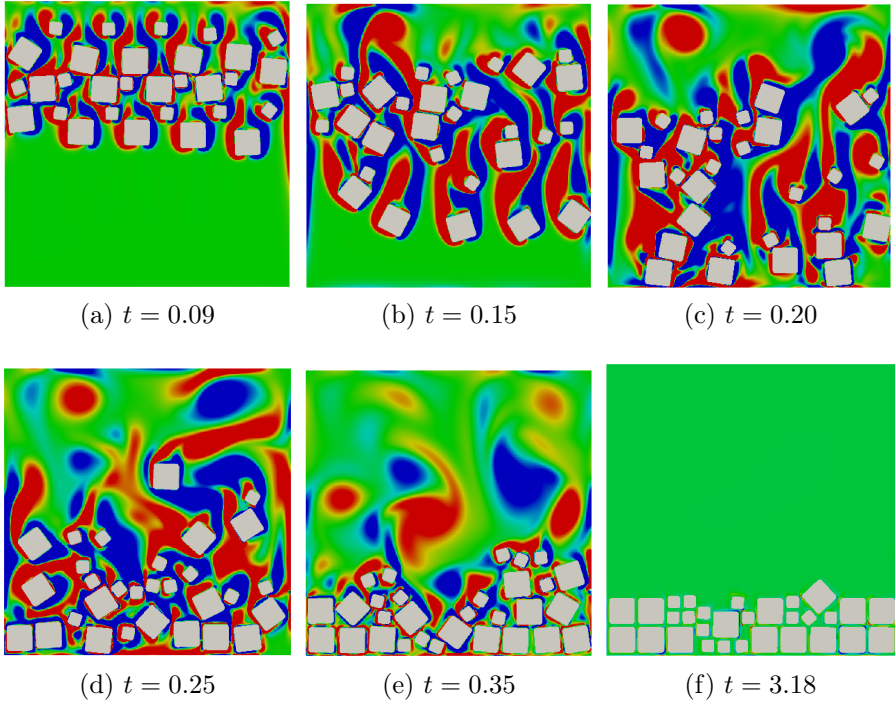 (a) t = 0.09
(b) t = 0.15
(c) t = 0.20
(d) t = 0.25
(e) t = 0.35
(f) t = 3.18